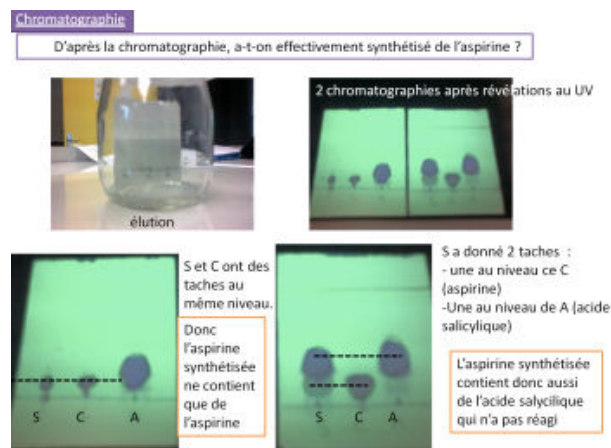 Chromatographie
D'après la chromatographie, a-t-on effectivement synthétisé de l'aspirine ?
2 chromatographies après révélations au UV
élution
S et C ont des
taches au
même niveau.
Donc
l'aspirine
synthétisée
ne contient
que de
l'aspirine
S C A
S a donné 2 taches :
- une au niveau ce C
(aspirine)
-Une au niveau de A (acide
salicylique)
L'aspirine synthétisée
contient donc aussi
de l'acide salycilique
qui n'a pas réagi
S C A